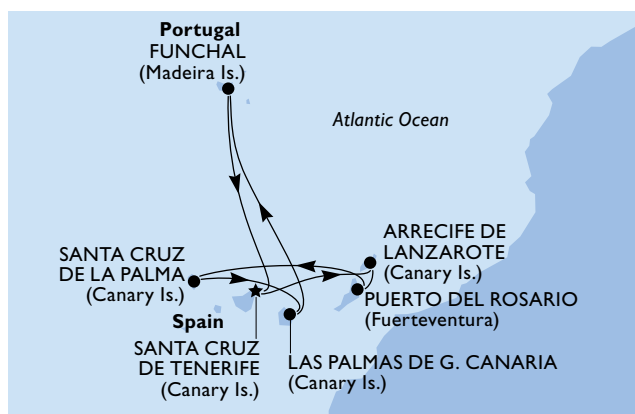 Portugal
FUNCHAL
(Madeira Is.)
Atlantic Ocean
ARRECIFE DE
LANZAROTE
(Canary Is.)
SANTA CRUZ
DE LA PALMA
(Canary Is.)
PUERTO DEL ROSARIO
(Fuerteventura)
Spain
SANTA CRUZ
DE TENERIFE
(Canary Is.)
LAS PALMAS DE G. CANARIA
(Canary Is.)